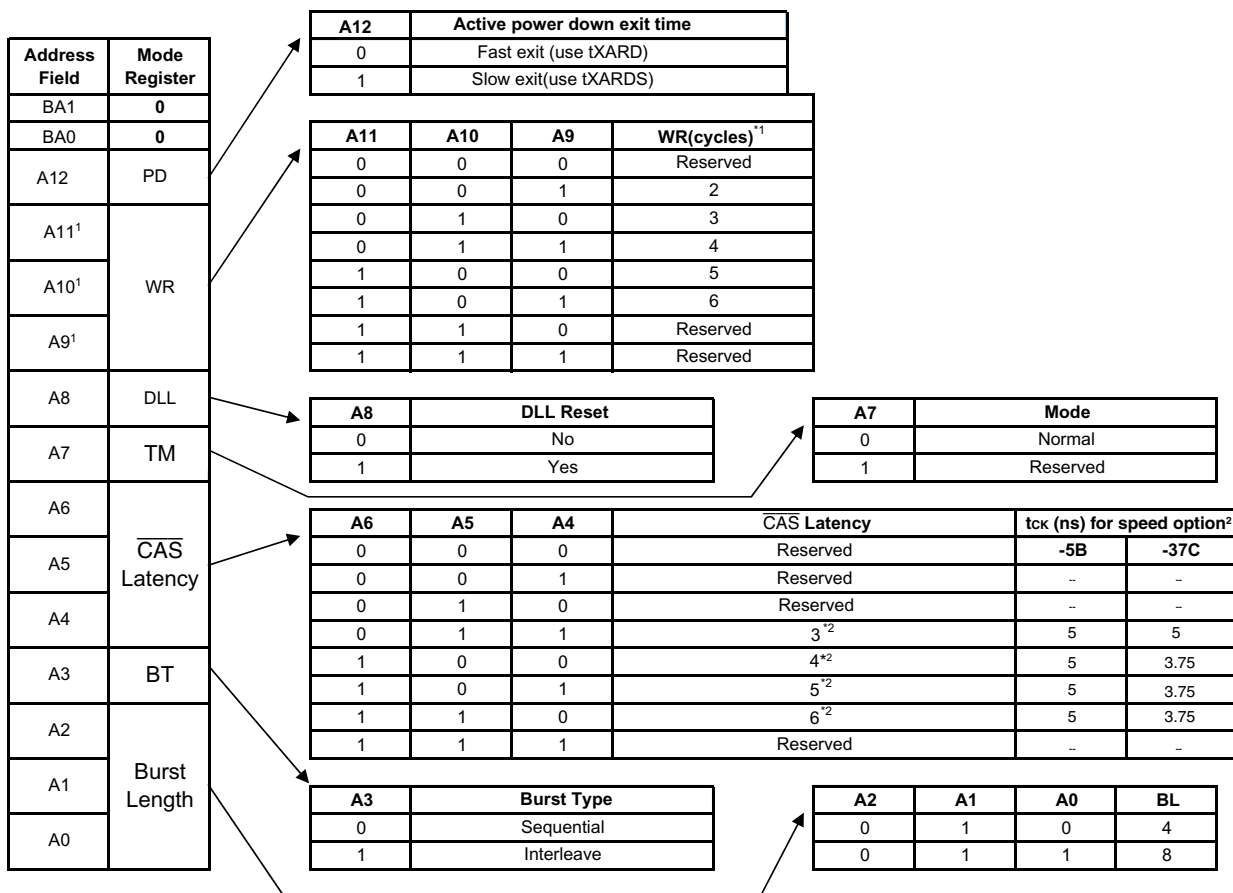 Address Field | Mode Register
BA1 | 0
BA0 | 0
A12 | PD
A11¹ | WR
A10¹
A9¹
A8 | DLL
A7 | TM
A6 | C̅A̅S̅ Latency
A5
A4
A3 | BT
A2 | Burst Length
A1
A0
A12 | Active power down exit time
0 | Fast exit (use tXARD)
1 | Slow exit(use tXARDS)
A11 | A10 | A9 | WR(cycles)*1
0 | 0 | 0 | Reserved
0 | 0 | 1 | 2
0 | 1 | 0 | 3
0 | 1 | 1 | 4
1 | 0 | 0 | 5
1 | 0 | 1 | 6
1 | 1 | 0 | Reserved
1 | 1 | 1 | Reserved
A8 | DLL Reset
0 | No
1 | Yes
A7 | Mode
0 | Normal
1 | Reserved
A6 | A5 | A4 | C̅A̅S̅ Latency | tCK (ns) for speed option²
0 | 0 | 0 | Reserved | -5B | -37C
0 | 0 | 1 | Reserved | -- | --
0 | 1 | 0 | Reserved | -- | --
0 | 1 | 1 | 3*2 | 5 | 5
1 | 0 | 0 | 4*2 | 5 | 3.75
1 | 0 | 1 | 5*2 | 5 | 3.75
1 | 1 | 0 | 6*2 | 5 | 3.75
1 | 1 | 1 | Reserved | -- | --
A3 | Burst Type
0 | Sequential
1 | Interleave
A2 | A1 | A0 | BL
0 | 1 | 0 | 4
0 | 1 | 1 | 8